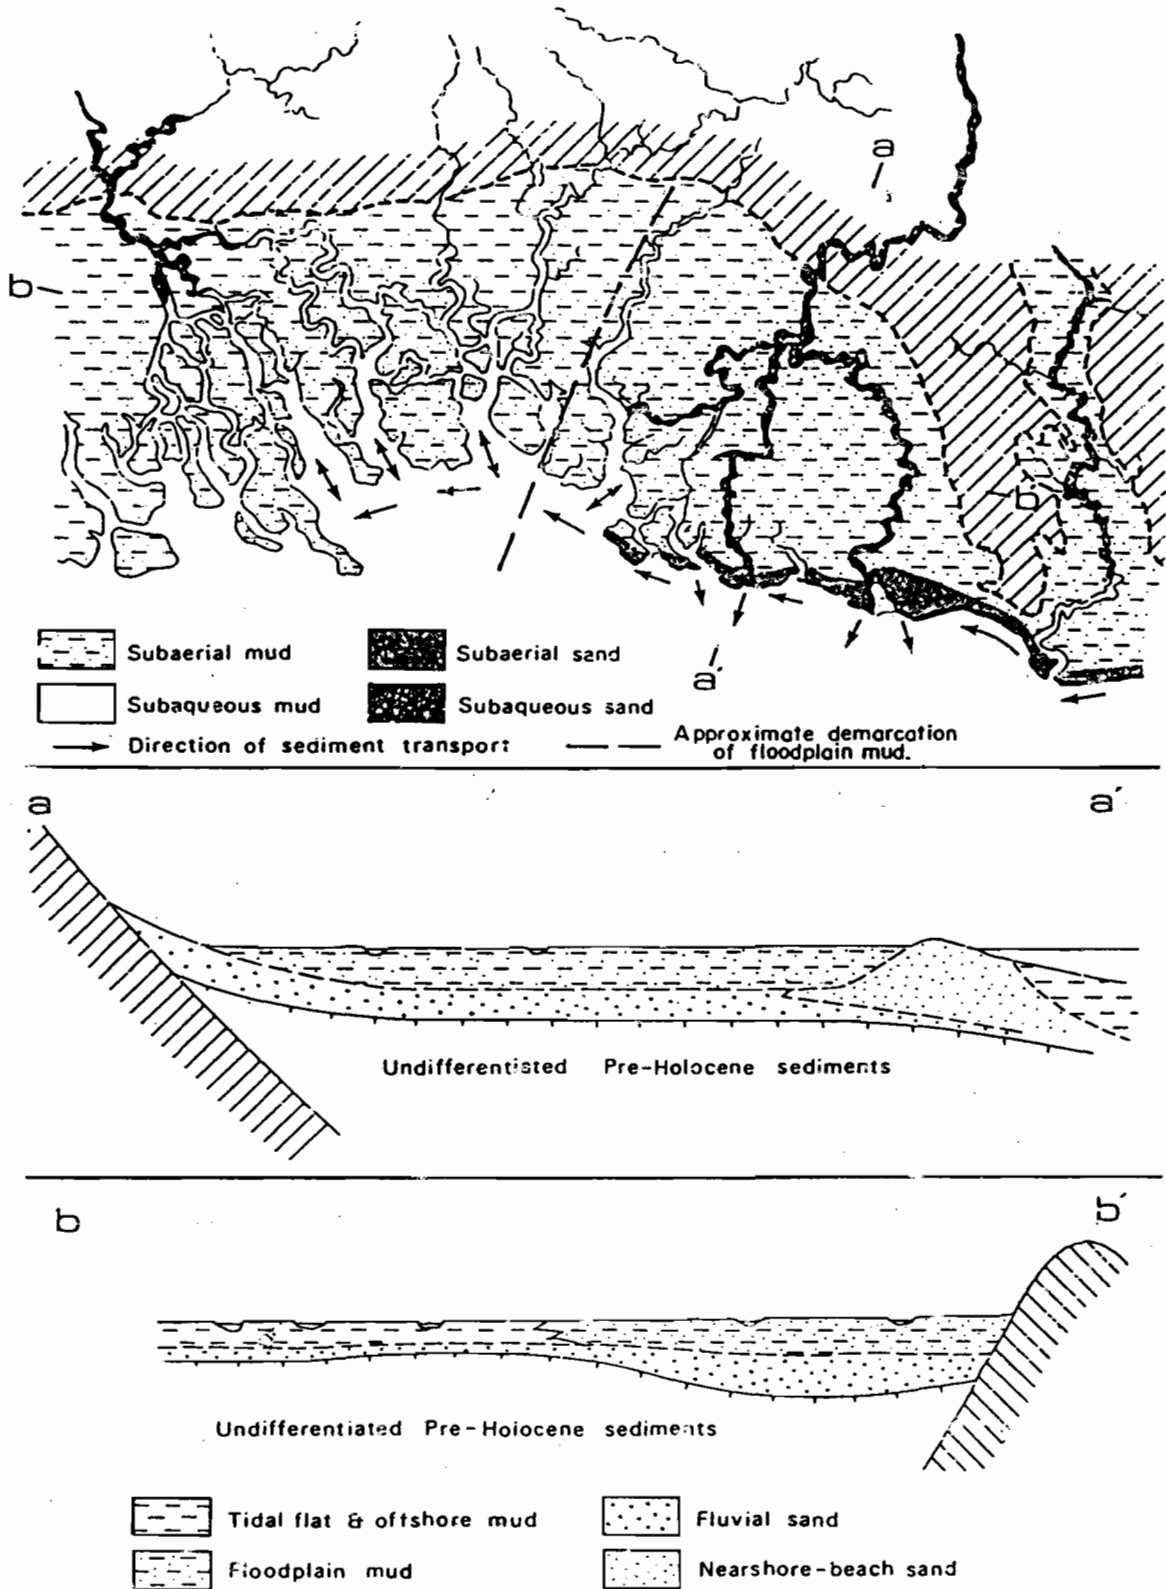 a
b
b'
a'
Subaerial mud
Subaerial sand
Subaqueous mud
Subaqueous sand
Direction of sediment transport
Approximate demarcation
of floodplain mud.
a
a'
Undifferentiated Pre-Holocene sediments
b
b'
Undifferentiated Pre-Holocene sediments
Tidal flat & offshore mud
Fluvial sand
Floodplain mud
Nearshore-beach sand